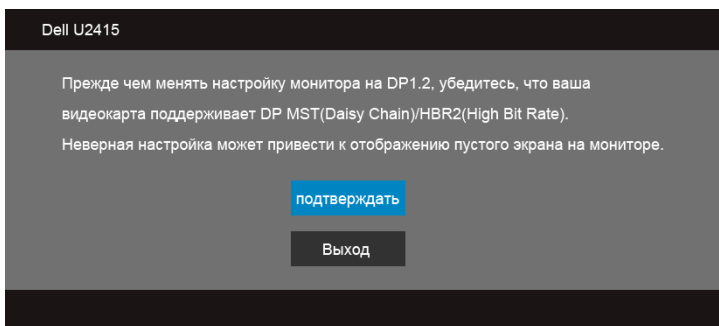 Dell U2415
Прежде чем менять настройку монитора на DP1.2, убедитесь, что ваша
видеокарта поддерживает DP MST(Daisy Chain)/HBR2(High Bit Rate).
Неверная настройка может привести к отображению пустого экрана на мониторе.
подтверждать
Выход